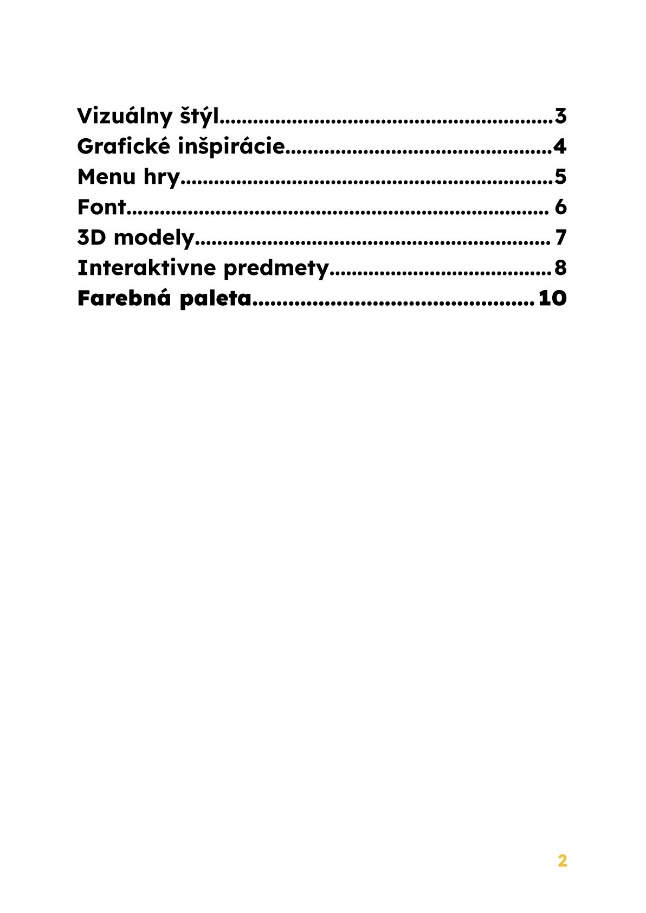 Vizuálny štýl............................................................3
Grafické inšpirácie................................................4
Menu hry...................................................................5
Font............................................................................ 6
3D modely................................................................ 7
Interaktivne predmety........................................8
Farebná paleta............................................... 10
2